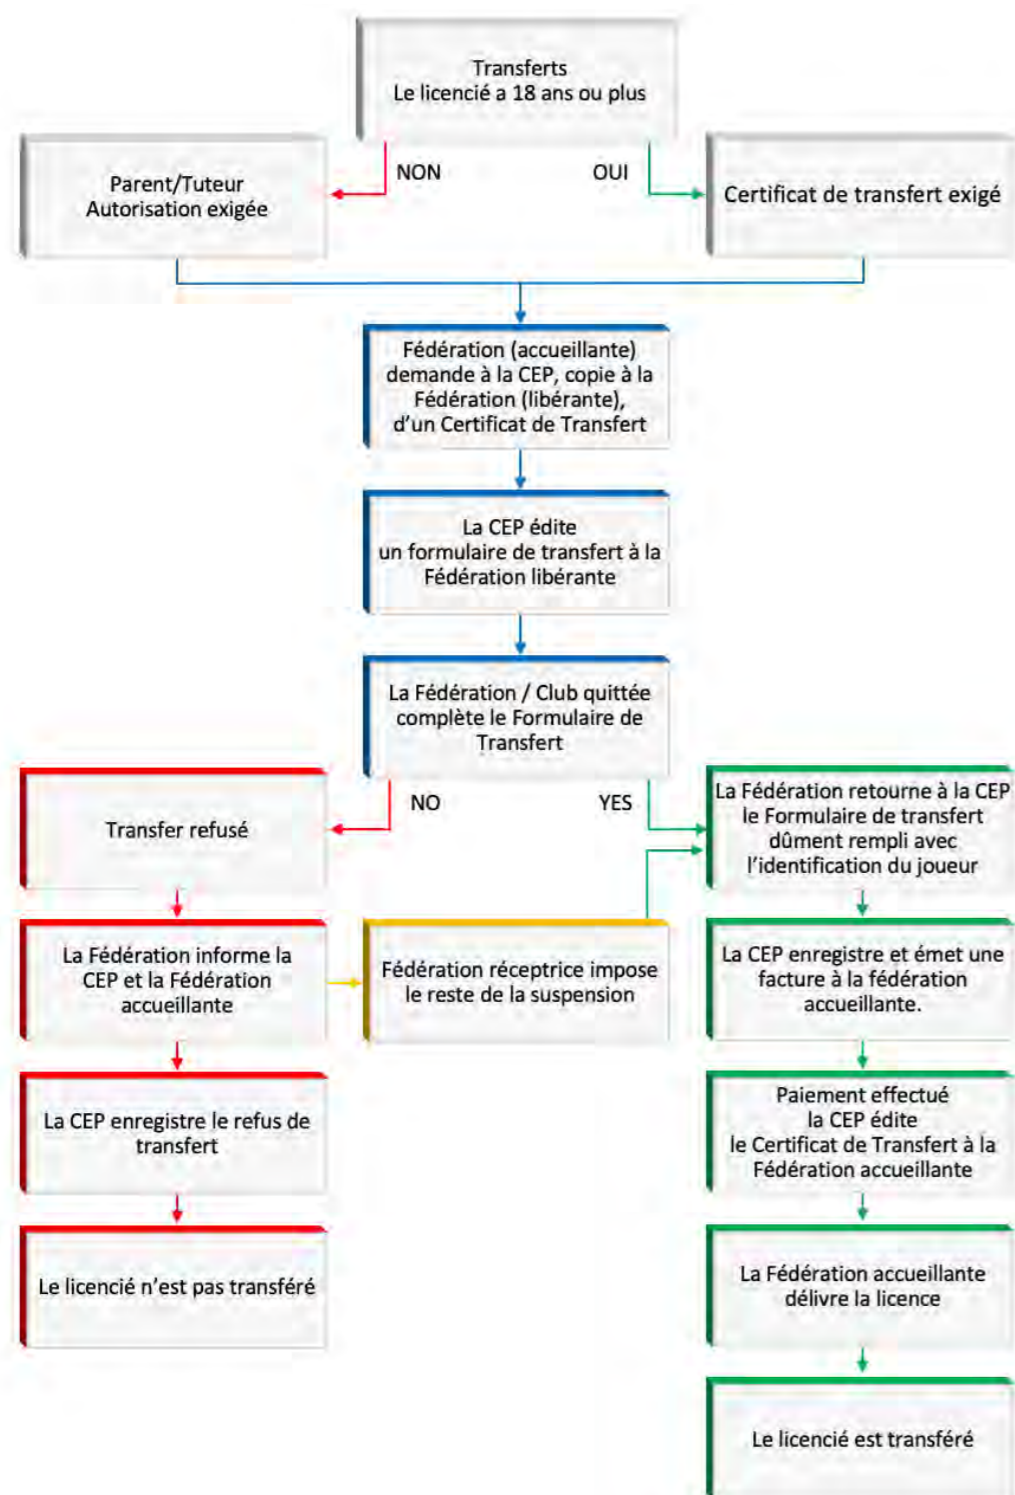 Transferts
Le licencié a 18 ans ou plus
NON
OUI
Parent/Tuteur
Autorisation exigée
Certificat de transfert exigé
Fédération (accueillante)
demande à la CEP, copie à la
Fédération (libérante),
d'un Certificat de Transfert
La CEP édite
un formulaire de transfert à la
Fédération libérante
La Fédération / Club quittée
complète le Formulaire de
Transfert
NO
YES
Transfer refusé
La Fédération retourne à la CEP
le Formulaire de transfert
dûment rempli avec
l'identification du joueur
La Fédération informe la
CEP et la Fédération
accueillante
Fédération réceptrice impose
le reste de la suspension
La CEP enregistre et émet une
facture à la fédération
accueillante.
La CEP enregistre le refus de
transfert
Paiement effectué
la CEP édite
le Certificat de Transfert à la
Fédération accueillante
Le licencié n'est pas transféré
La Fédération accueillante
délivre la licence
Le licencié est transféré